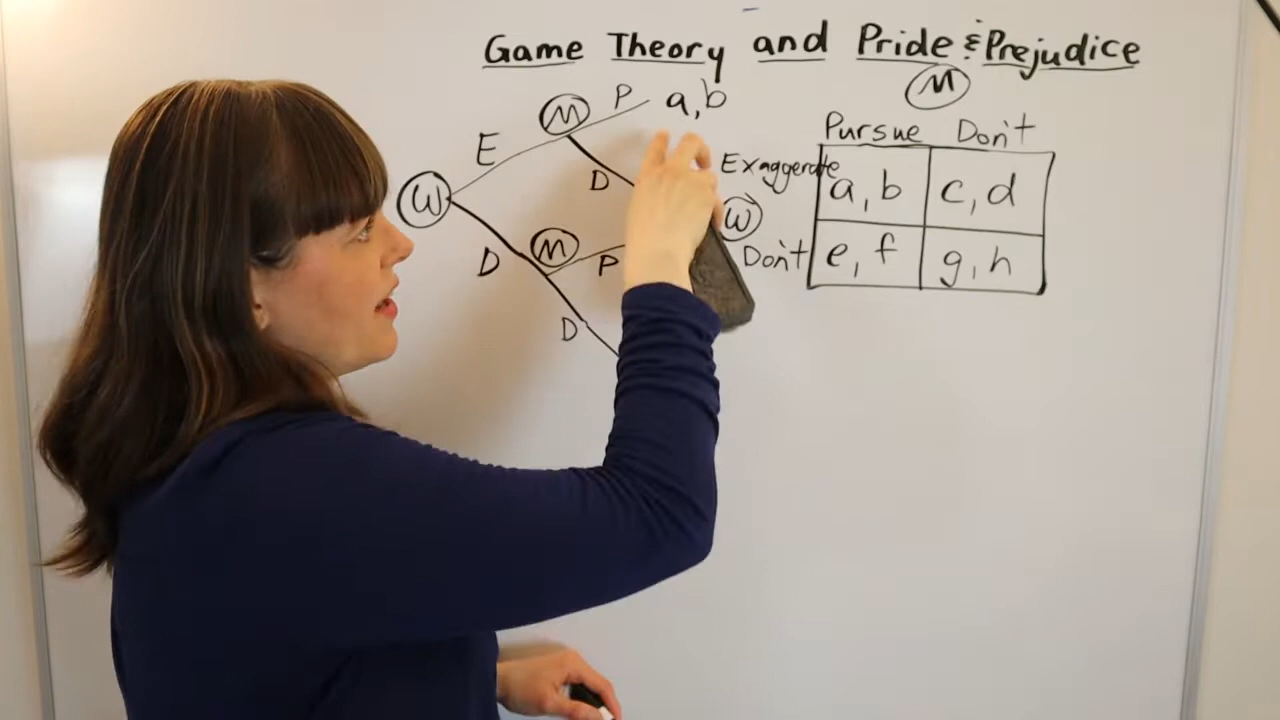 Game Theory and Pride & Prejudice
M
M P a,b
Pursue Don't
E
Exaggerate a,b c,d
D
W
W
D M P
Don't e,f g,h
D